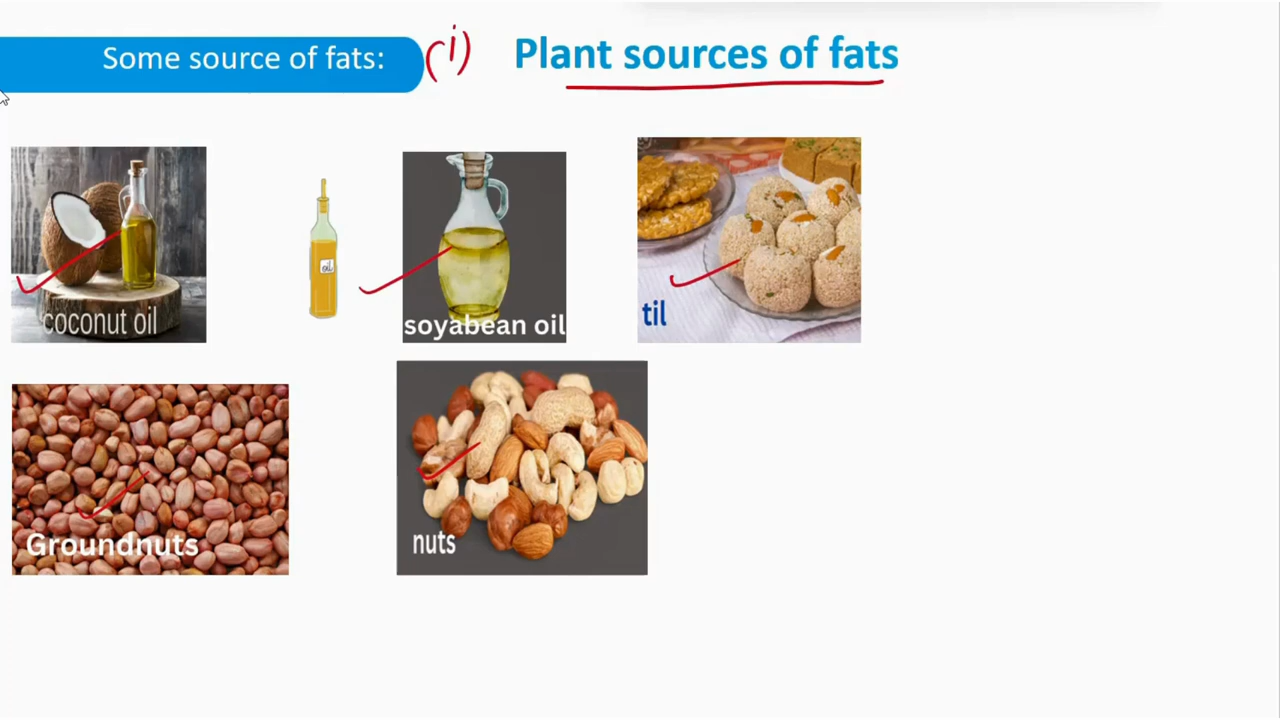 Some source of fats:
(i)
Plant sources of fats
oil
coconut oil
soyabean oil
til
Groundnuts
nuts